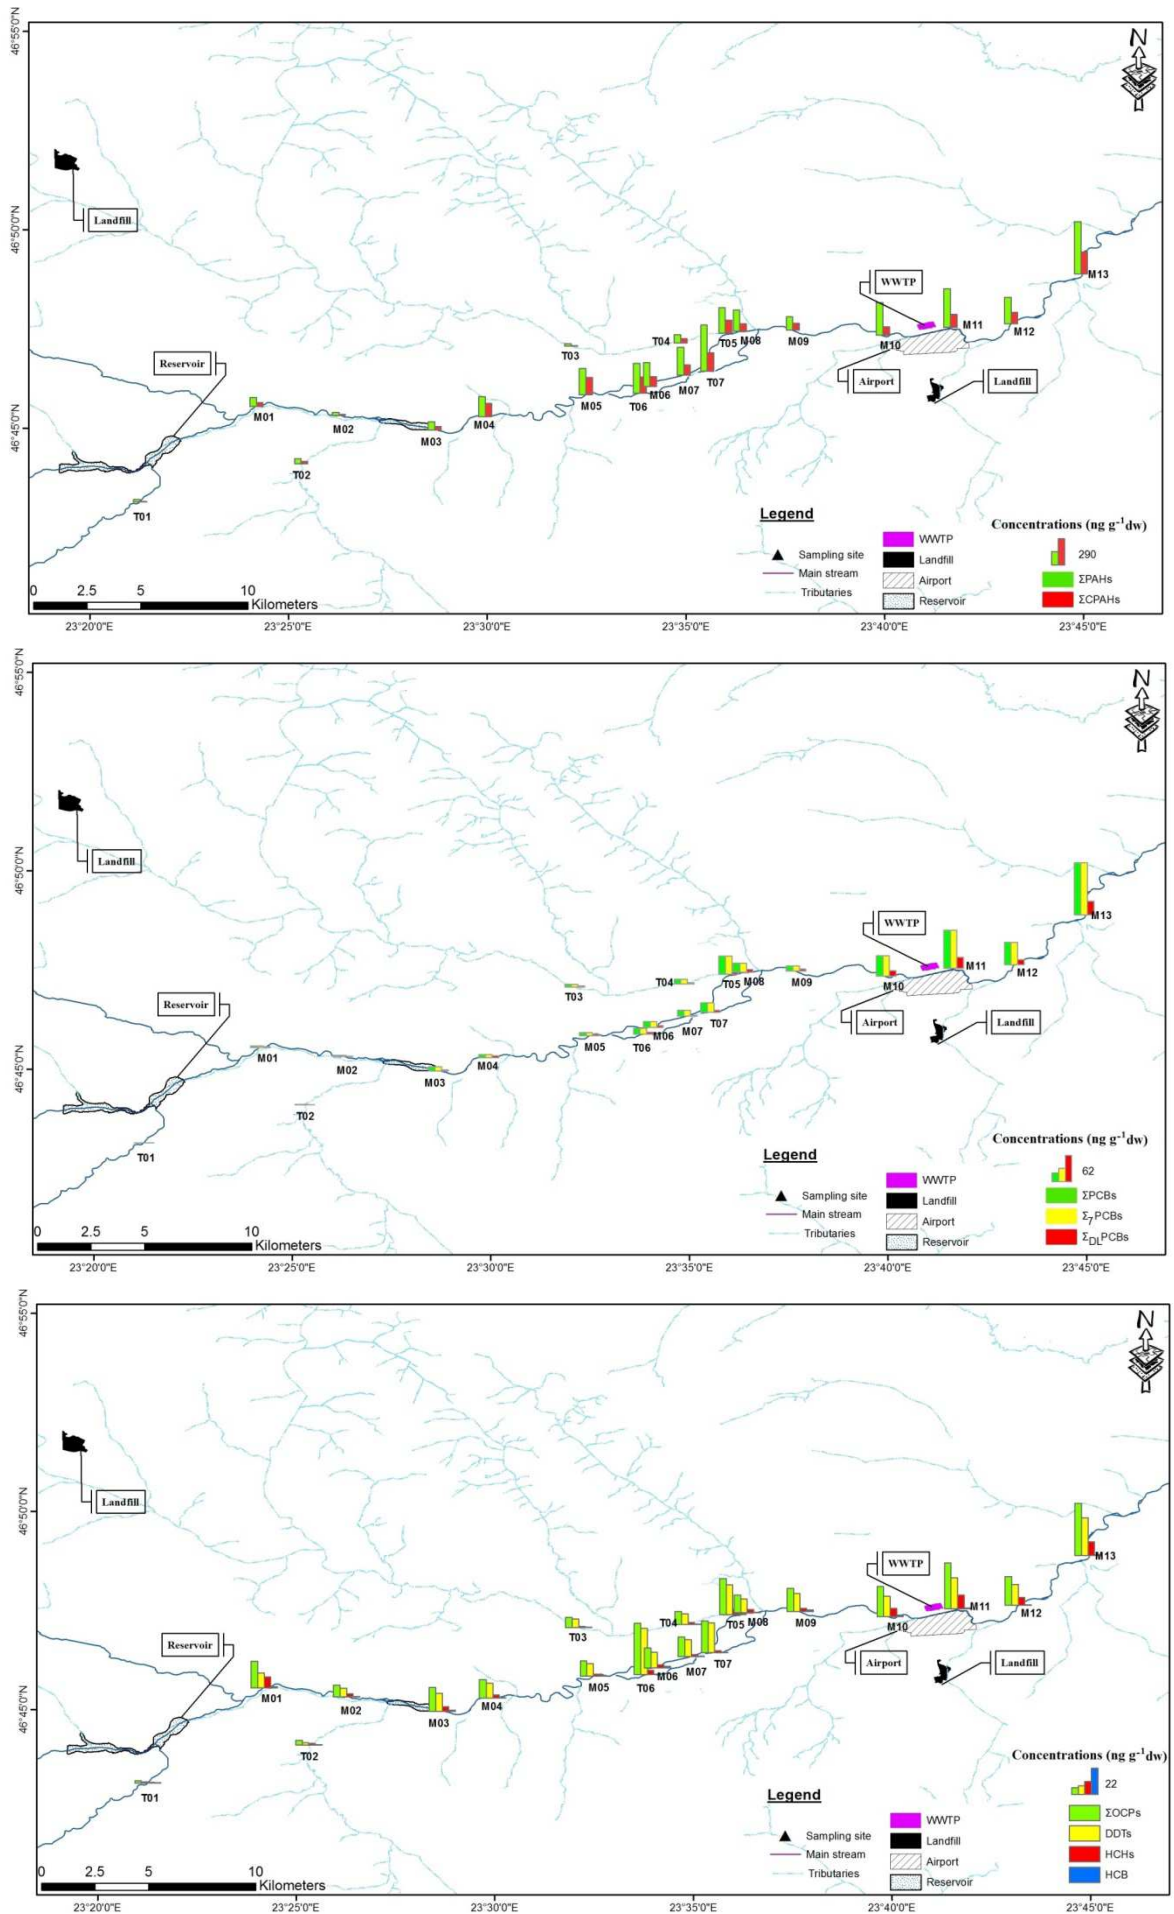 46°55'0"N
N
Landfill
46°50'0"N
M13
WWTP
M11
M12
T04
T05 M08
M09
M10
T03
Reservoir
Airport
Landfill
M07
T07
M06
M05
T06
M01
M02
M04
M03
46°45'0"N
T02
T01
Legend
Sampling site
Main stream
Tributaries
WWTP
Landfill
Airport
Reservoir
Concentrations (ng g-1dw)
290
ΣPAHs
ΣCPAHs
0 2.5 5 10
Kilometers
23°20'0"E 23°25'0"E 23°30'0"E 23°35'0"E 23°40'0"E 23°45'0"E
46°55'0"N
N
Landfill
46°50'0"N
M13
WWTP
M11
M12
T04
T05 M08
M09
M10
T03
Reservoir
Airport
Landfill
M07
T07
M06
M05
T06
M01
M02
M04
M03
46°45'0"N
T02
T01
Legend
Sampling site
Main stream
Tributaries
WWTP
Landfill
Airport
Reservoir
Concentrations (ng g-1dw)
62
ΣPCBs
Σ7PCBs
ΣDLPCBs
0 2.5 5 10
Kilometers
23°20'0"E 23°25'0"E 23°30'0"E 23°35'0"E 23°40'0"E 23°45'0"E
46°55'0"N
N
Landfill
46°50'0"N
M13
WWTP
M11
M12
T04
T05 M08
M09
M10
T03
Reservoir
Airport
Landfill
M07
T07
M06
M05
T06
M01
M02
M04
M03
46°45'0"N
T02
T01
Legend
Sampling site
Main stream
Tributaries
WWTP
Landfill
Airport
Reservoir
Concentrations (ng g-1dw)
22
ΣOCPs
DDTs
HCHs
HCB
0 2.5 5 10
Kilometers
23°20'0"E 23°25'0"E 23°30'0"E 23°35'0"E 23°40'0"E 23°45'0"E